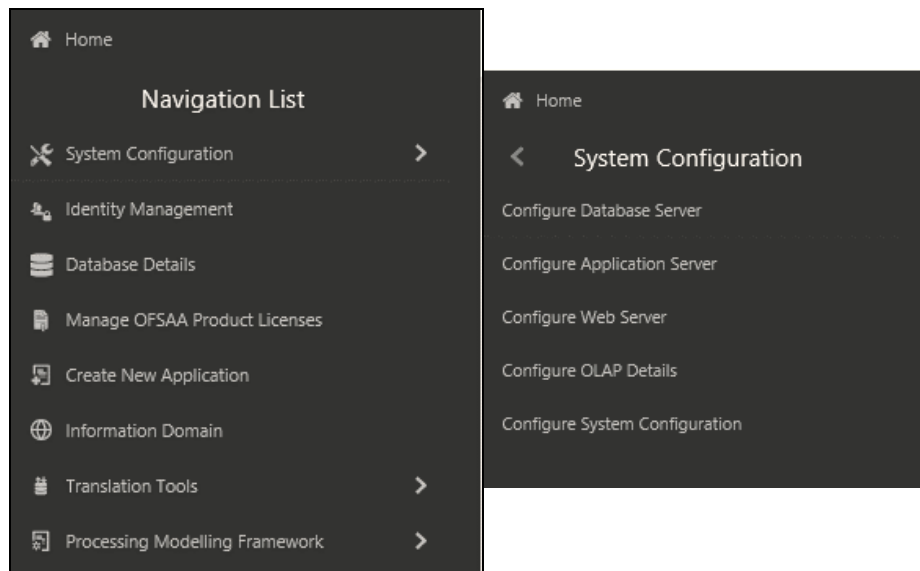 Home
Navigation List
System Configuration
Identity Management
Database Details
Manage OFSAA Product Licenses
Create New Application
Information Domain
Translation Tools
Processing Modelling Framework
Home
System Configuration
Configure Database Server
Configure Application Server
Configure Web Server
Configure OLAP Details
Configure System Configuration